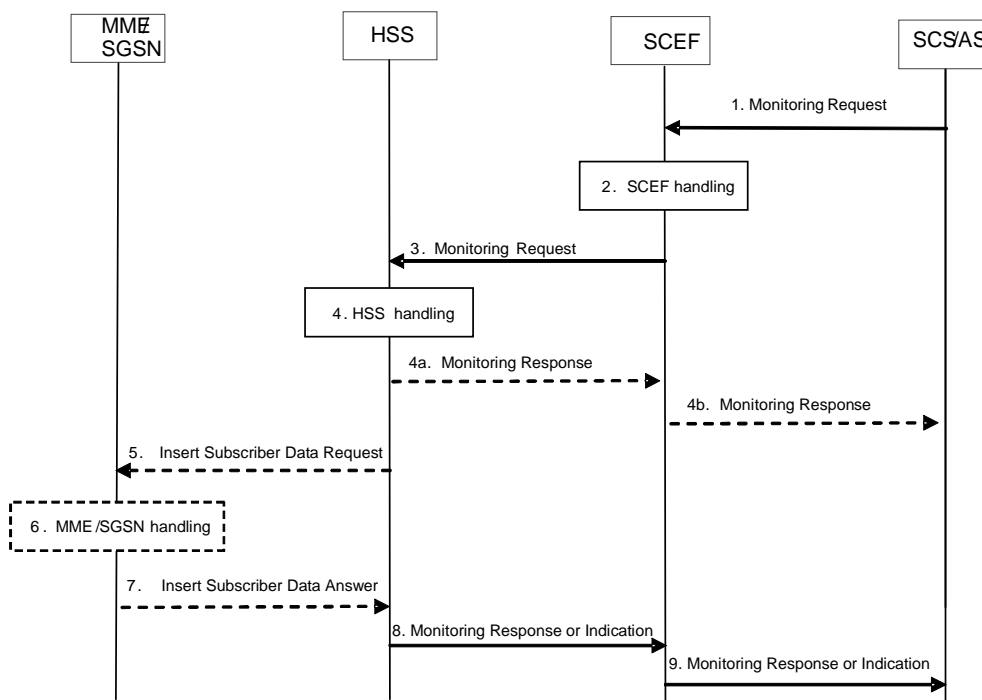 MME/
SGSN
HSS
SCEF
SCS/AS
1. Monitoring Request
2. SCEF handling
3. Monitoring Request
4. HSS handling
4a. Monitoring Response
4b. Monitoring Response
5. Insert Subscriber Data Request
6. MME/SGSN handling
7. Insert Subscriber Data Answer
8. Monitoring Response or Indication
9. Monitoring Response or Indication